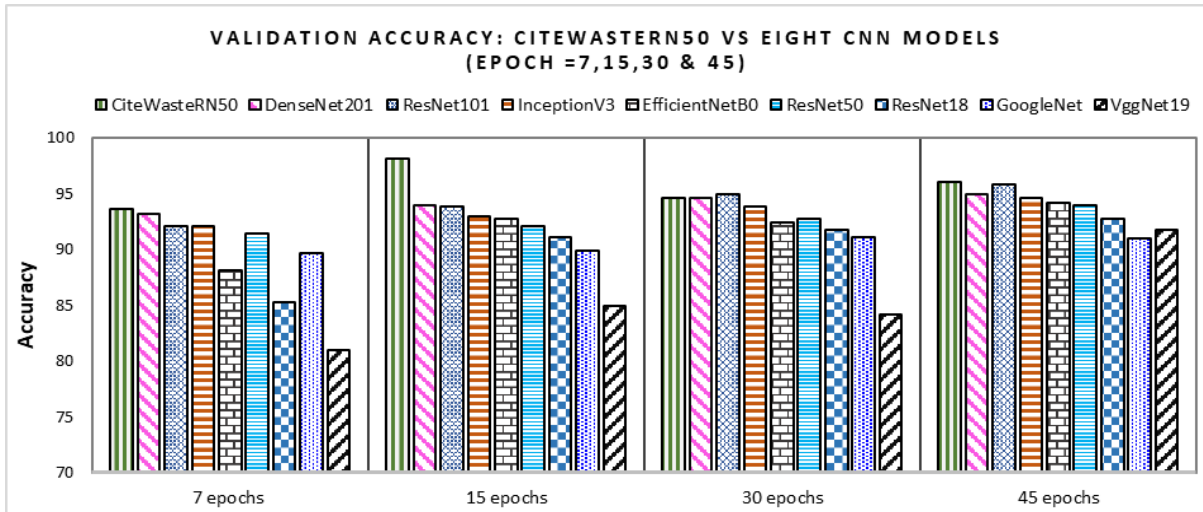 VALIDATION ACCURACY: CITEWASTERN50 VS EIGHT CNN MODELS
(EPOCH =7,15,30 & 45)
CiteWasteRN50 DenseNet201 ResNet101 InceptionV3 EfficientNetB0 ResNet50 ResNet18 GoogleNet VggNet19
100
95
90
85
80
75
70
Accuracy
7 epochs 15 epochs 30 epochs 45 epochs